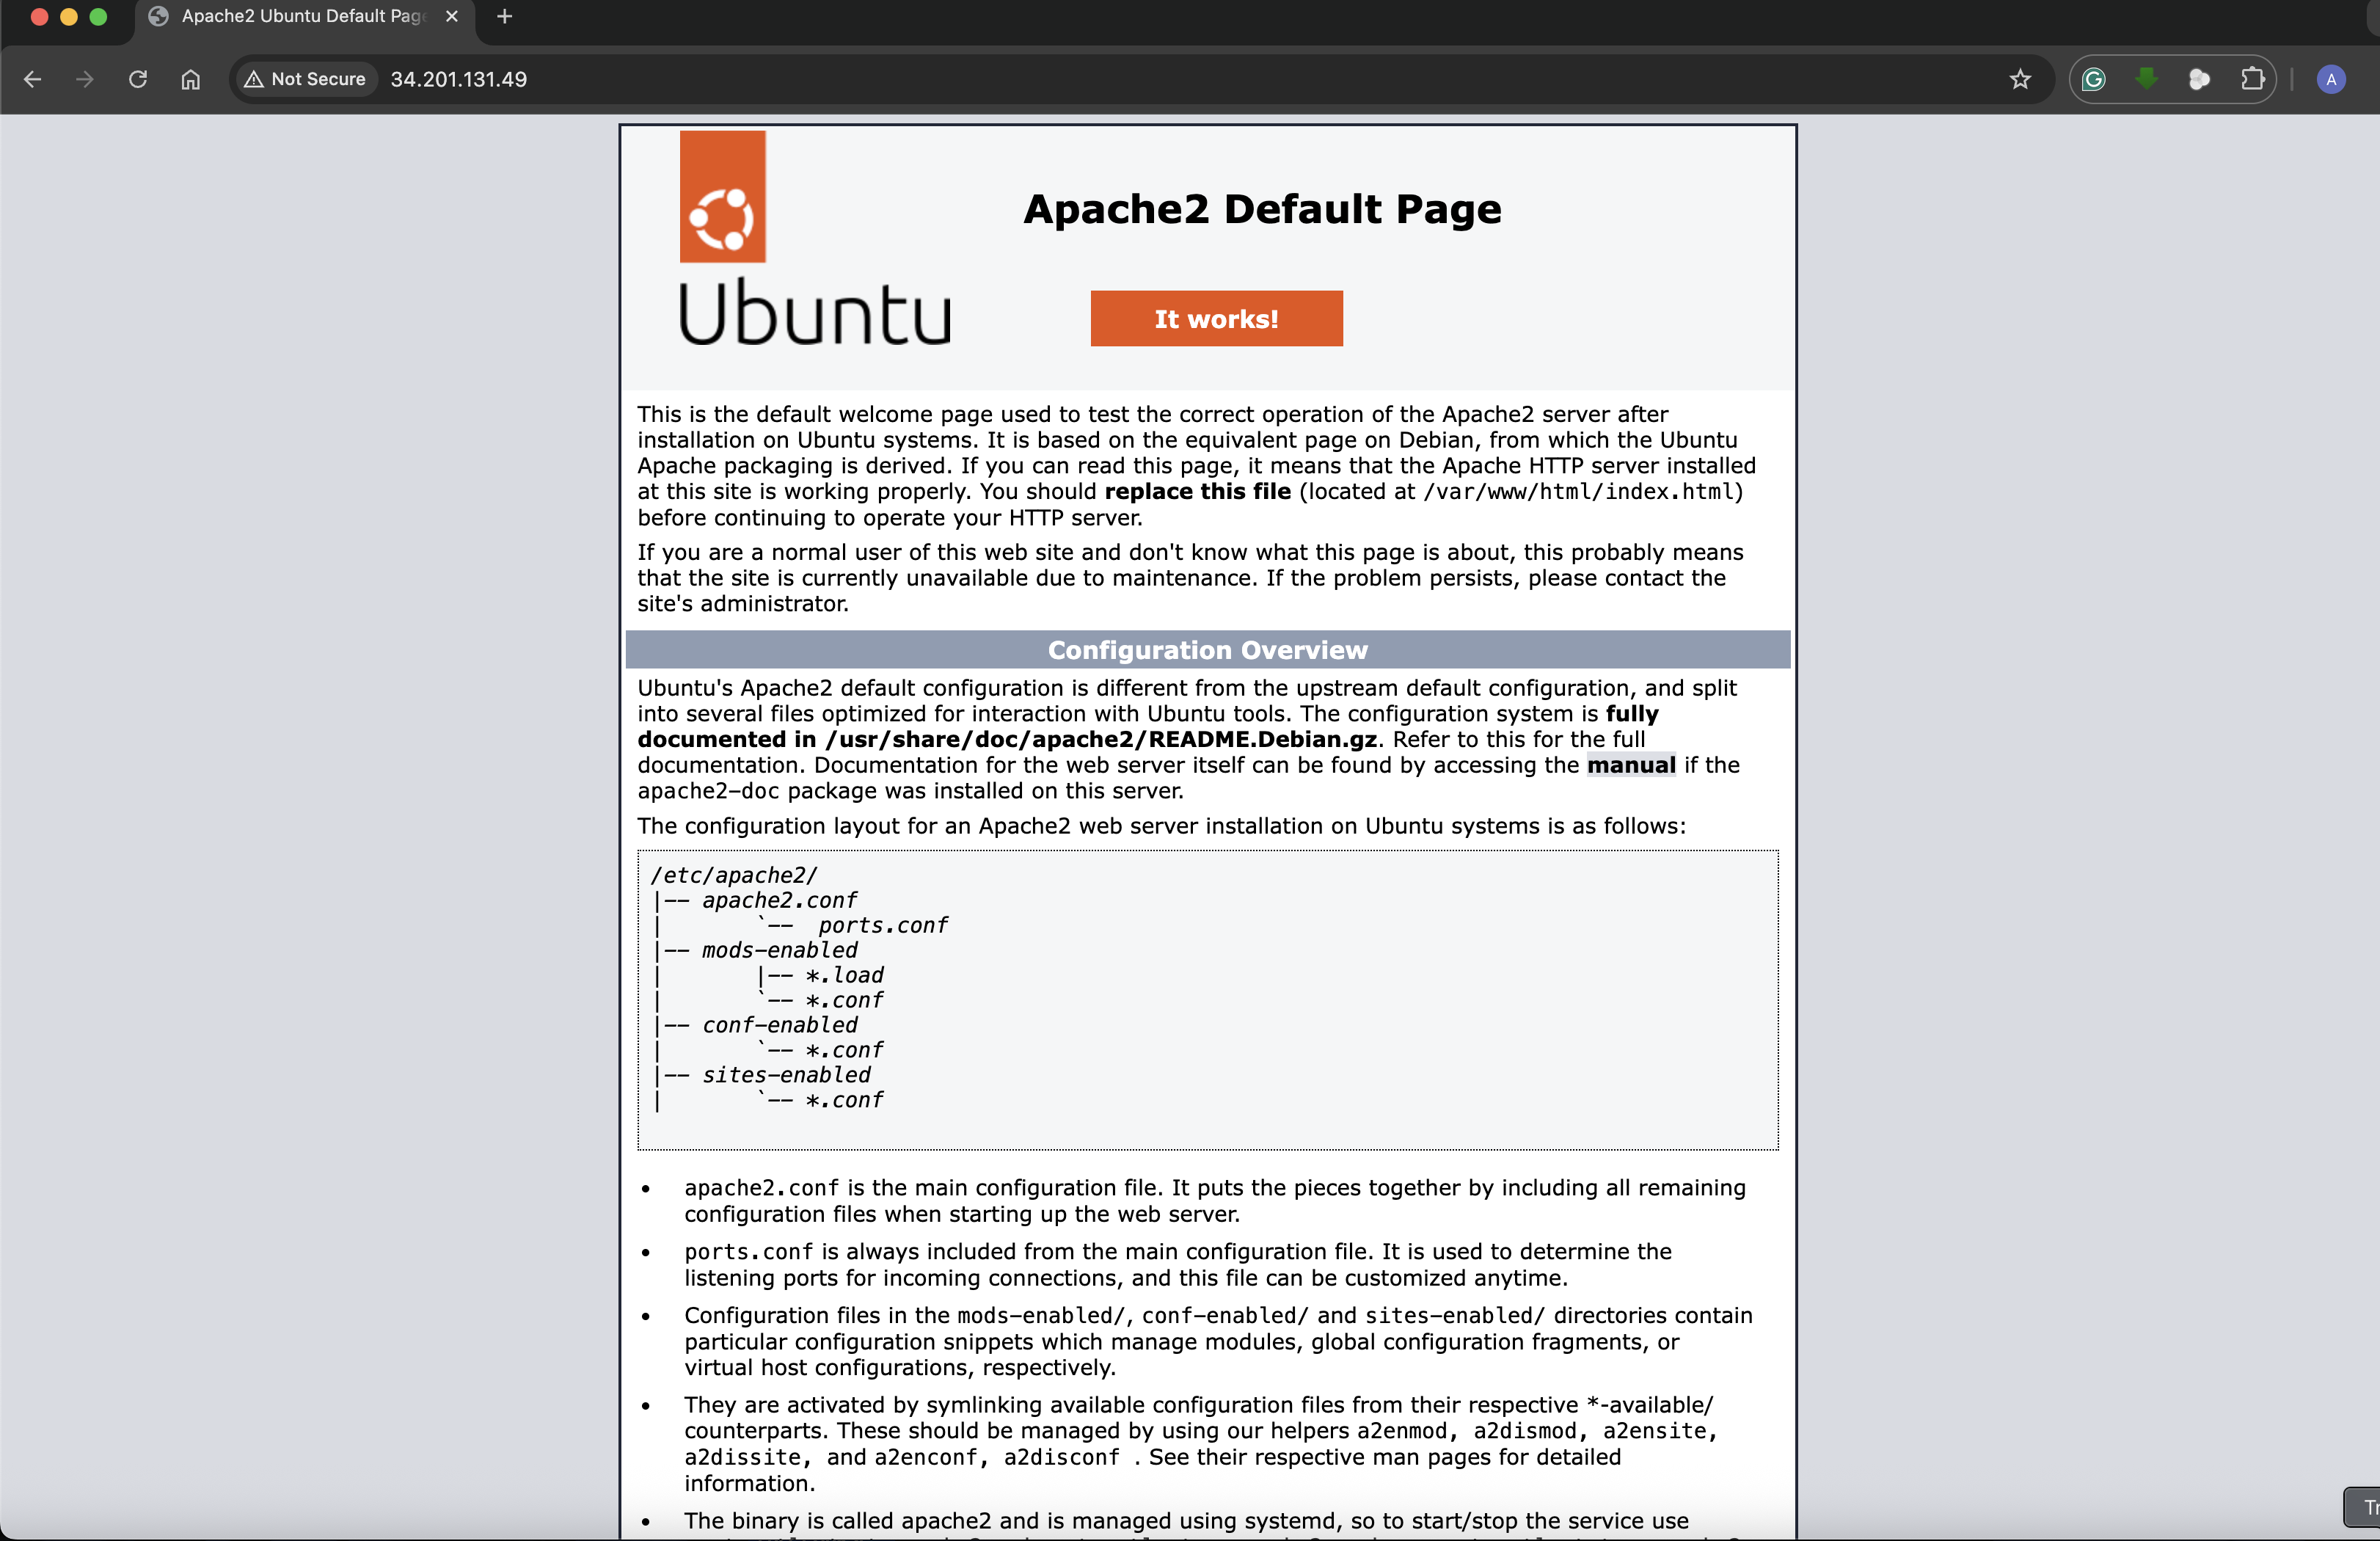 Apache2 Ubuntu Default Pag
Not Secure
34.201.131.49
G
A
Apache2 Default Page
Ubuntu
It works!
This is the default welcome page used to test the correct operation of the Apache2 server after
installation on Ubuntu systems. It is based on the equivalent page on Debian, from which the Ubuntu
Apache packaging is derived. If you can read this page, it means that the Apache HTTP server installed
at this site is working properly. You should replace this file (located at /var/www/html/index.html)
before continuing to operate your HTTP server.
If you are a normal user of this web site and don't know what this page is about, this probably means
that the site is currently unavailable due to maintenance. If the problem persists, please contact the
site's administrator.
Configuration Overview
Ubuntu's Apache2 default configuration is different from the upstream default configuration, and split
into several files optimized for interaction with Ubuntu tools. The configuration system is fully
documented in /usr/share/doc/apache2/README.Debian.gz. Refer to this for the full
documentation. Documentation for the web server itself can be found by accessing the manual if the
apache2-doc package was installed on this server.
The configuration layout for an Apache2 web server installation on Ubuntu systems is as follows:
/etc/apache2/
|-- apache2.conf
|       `--  ports.conf
|-- mods-enabled
|       |-- *.load
|       `-- *.conf
|-- conf-enabled
|       `-- *.conf
|-- sites-enabled
|       `-- *.conf
• apache2.conf is the main configuration file. It puts the pieces together by including all remaining
configuration files when starting up the web server.
• ports.conf is always included from the main configuration file. It is used to determine the
listening ports for incoming connections, and this file can be customized anytime.
• Configuration files in the mods-enabled/, conf-enabled/ and sites-enabled/ directories contain
particular configuration snippets which manage modules, global configuration fragments, or
virtual host configurations, respectively.
• They are activated by symlinking available configuration files from their respective *-available/
counterparts. These should be managed by using our helpers a2enmod, a2dismod, a2ensite,
a2dissite, and a2enconf, a2disconf . See their respective man pages for detailed
information.
• The binary is called apache2 and is managed using systemd, so to start/stop the service use